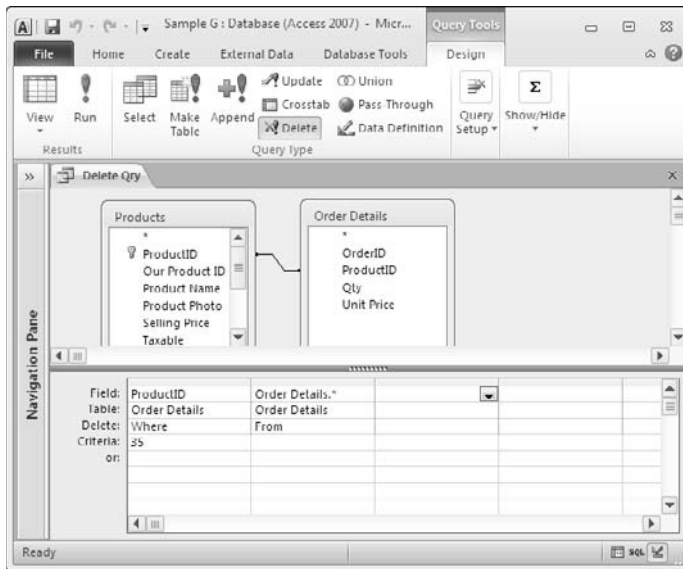 Sample G : Database (Access 2007) - Micr...
Query Tools
File Home Create External Data Database Tools Design
View
Run
Select
Make Table
Append
Update
Crosstab
Delete
Union
Pass-Through
Data Definition
Query Setup
Show/Hide
Results
Query Type
Delete Qry
Navigation Pane
Products
*
ProductID
Our Product ID
Product Name
Product Photo
Selling Price
Taxable
Order Details
*
OrderID
ProductID
Qty
Unit Price
Field: ProductID Order Details.*
Table: Order Details Order Details
Delete: Where From
Criteria: 35
or:
Ready
SQL